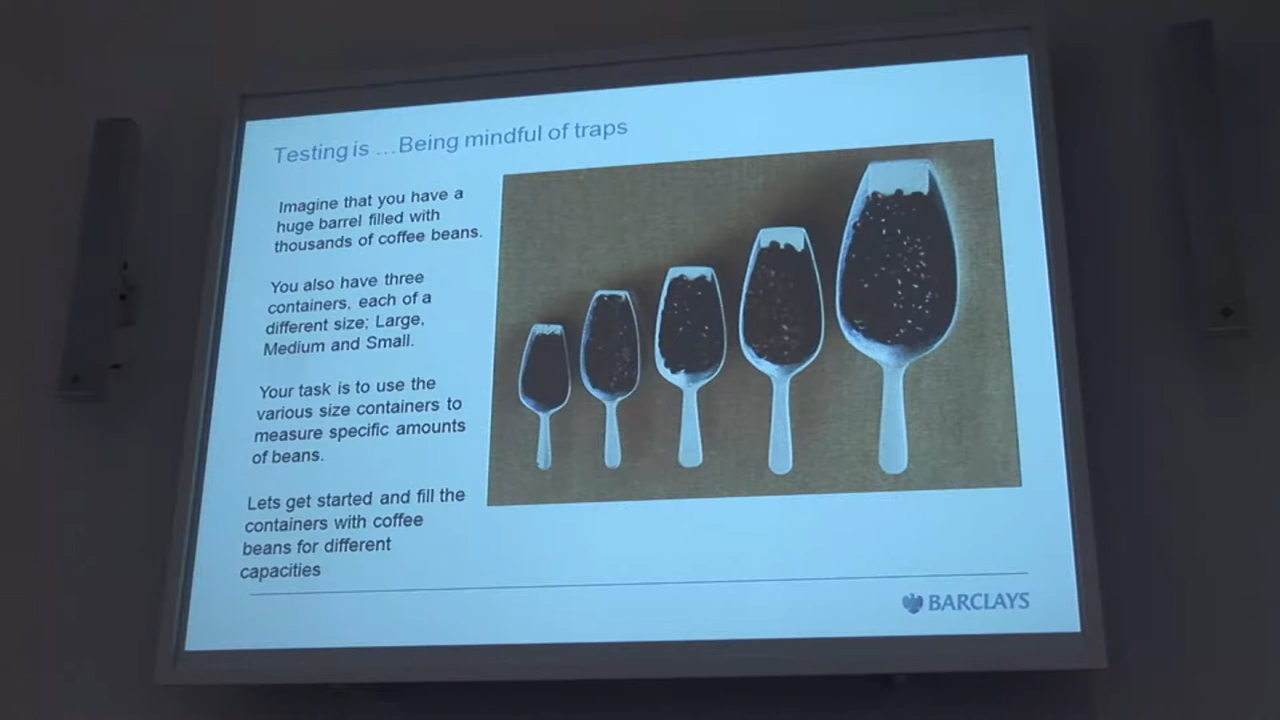 Testing is ...Being mindful of traps
Imagine that you have a
huge barrel filled with
thousands of coffee beans.
You also have three
containers, each of a
different size; Large,
Medium and Small.
Your task is to use the
various size containers to
measure specific amounts
of beans.
Lets get started and fill the
containers with coffee
beans for different
capacities
BARCLAYS